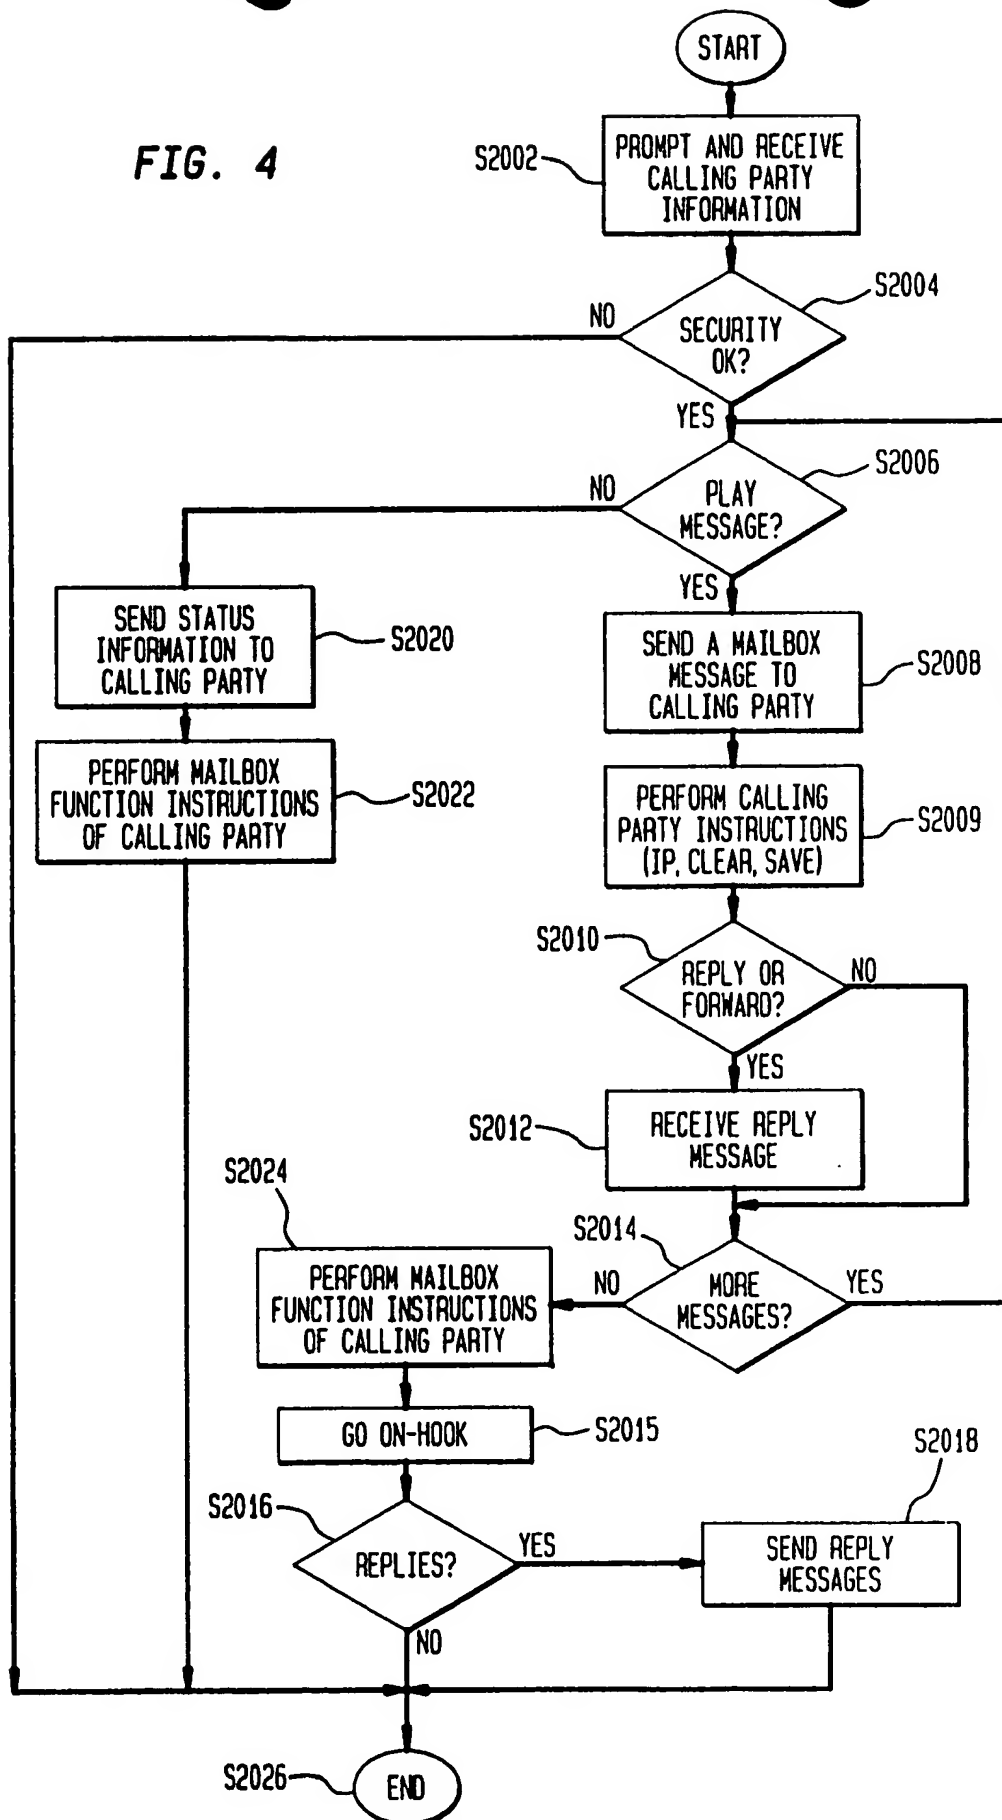 START
FIG. 4
S2002
PROMPT AND RECEIVE
CALLING PARTY
INFORMATION
S2004
NO
SECURITY
OK?
YES
S2006
NO
PLAY
MESSAGE?
YES
SEND STATUS
INFORMATION TO
CALLING PARTY
S2020
SEND A MAILBOX
MESSAGE TO
CALLING PARTY
S2008
PERFORM MAILBOX
FUNCTION INSTRUCTIONS
OF CALLING PARTY
S2022
PERFORM CALLING
PARTY INSTRUCTIONS
(IP, CLEAR, SAVE)
S2009
S2010
REPLY OR
FORWARD?
NO
YES
S2012
RECEIVE REPLY
MESSAGE
S2024
S2014
PERFORM MAILBOX
FUNCTION INSTRUCTIONS
OF CALLING PARTY
NO
MORE
MESSAGES?
YES
GO ON-HOOK
S2015
S2018
S2016
REPLIES?
YES
SEND REPLY
MESSAGES
NO
S2026
END